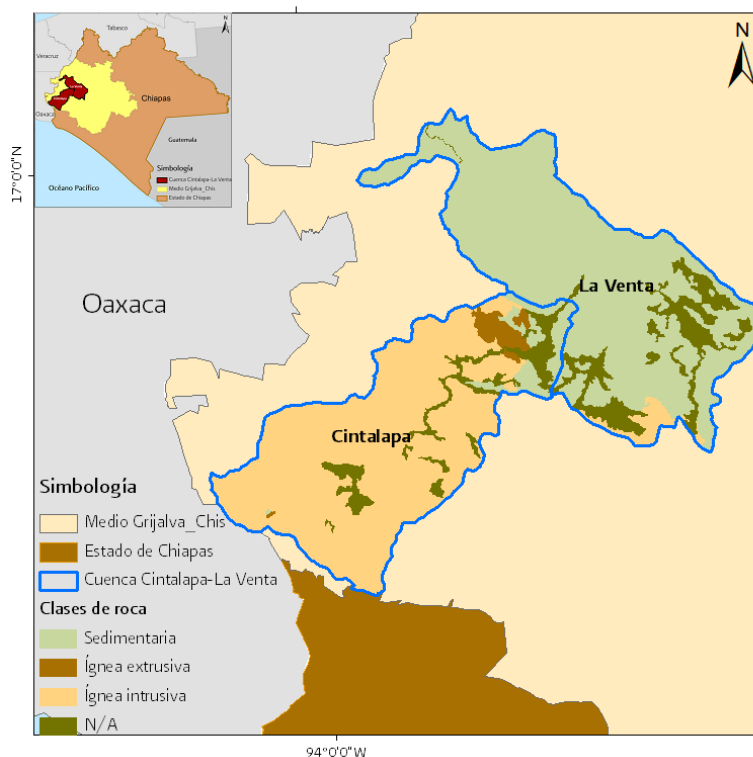 Tabasco
N
Veracruz
Chiapas
Oaxaca
Guatemala
Simbología
Océano Pacífico
Cuenca Cintalapa-La Venta
Medio Grijalva_Chis
Estado de Chiapas
N
17°0'0"N
La Venta
Oaxaca
Cintalapa
Simbología
Medio Grijalva_Chis
Estado de Chiapas
Cuenca Cintalapa-La Venta
Clases de roca
Sedimentaria
Ígnea extrusiva
Ígnea intrusiva
N/A
94°0'0"W